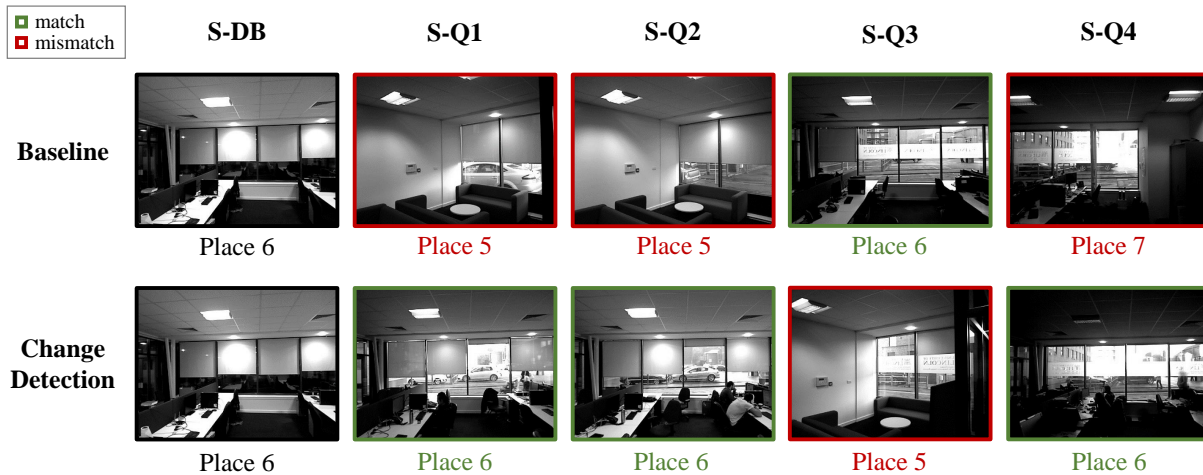 match
mismatch
S-DB
S-Q1
S-Q2
S-Q3
S-Q4
Baseline
Place 6
Place 5
Place 5
Place 6
Place 7
Change
Detection
Place 6
Place 6
Place 6
Place 5
Place 6